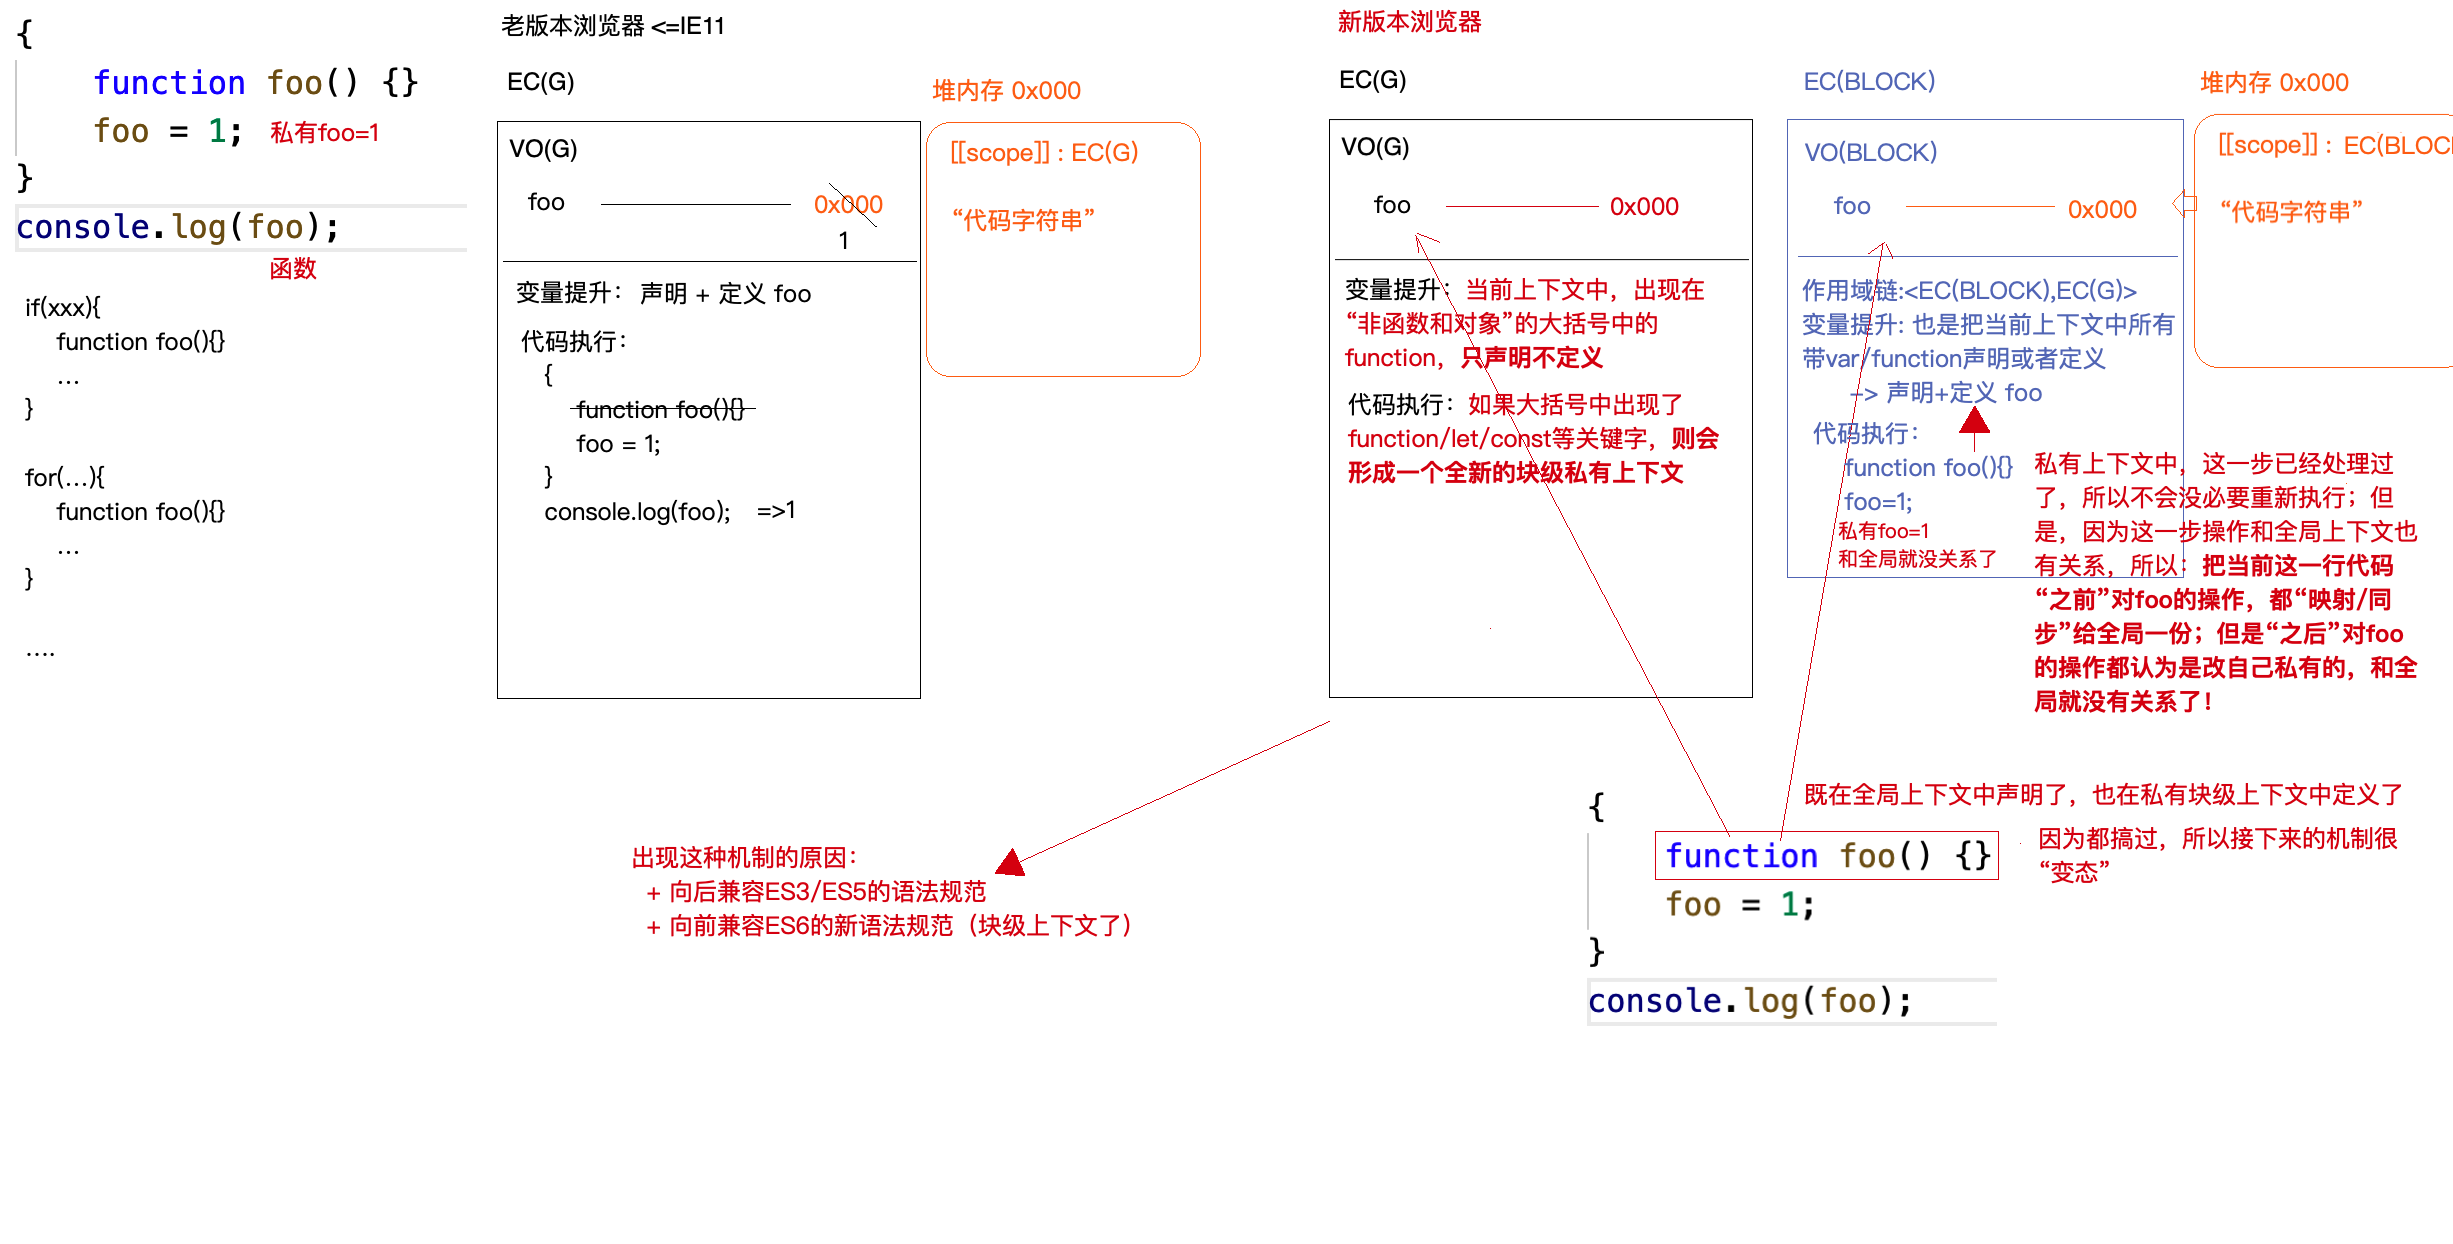 {
function foo() {}
foo = 1; 私有foo=1
}
console.log(foo);
函数
if(xxx){
function foo(){}
...
}
for(...){
function foo(){}
...
}
....
老版本浏览器 <=IE11
EC(G)
VO(G)
foo 0x000
1
变量提升： 声明 + 定义 foo
代码执行：
{
function foo(){}
foo = 1;
}
console.log(foo); =>1
堆内存 0x000
[[scope]] : EC(G)
“代码字符串”
新版本浏览器
EC(G)
VO(G)
foo 0x000
变量提升：当前上下文中，出现在
“非函数和对象”的大括号中的
function，只声明不定义
代码执行：如果大括号中出现了
function/let/const等关键字，则会
形成一个全新的块级私有上下文
EC(BLOCK)
VO(BLOCK)
foo 0x000
作用域链:<EC(BLOCK),EC(G)>
变量提升: 也是把当前上下文中所有
带var/function声明或者定义
-> 声明+定义 foo
代码执行：
function foo(){}
foo=1;
私有foo=1
和全局就没关系了
堆内存 0x000
[[scope]] : EC(BLOC
“代码字符串”
私有上下文中，这一步已经处理过
了，所以不会没必要重新执行；但
是，因为这一步操作和全局上下文也
有关系，所以：把当前这一行代码
“之前”对foo的操作，都“映射/同
步”给全局一份；但是“之后”对foo
的操作都认为是改自己私有的，和全
局就没有关系了！
出现这种机制的原因：
+ 向后兼容ES3/ES5的语法规范
+ 向前兼容ES6的新语法规范（块级上下文了）
既在全局上下文中声明了，也在私有块级上下文中定义了
因为都搞过，所以接下来的机制很
“变态”
{
function foo() {}
foo = 1;
}
console.log(foo);